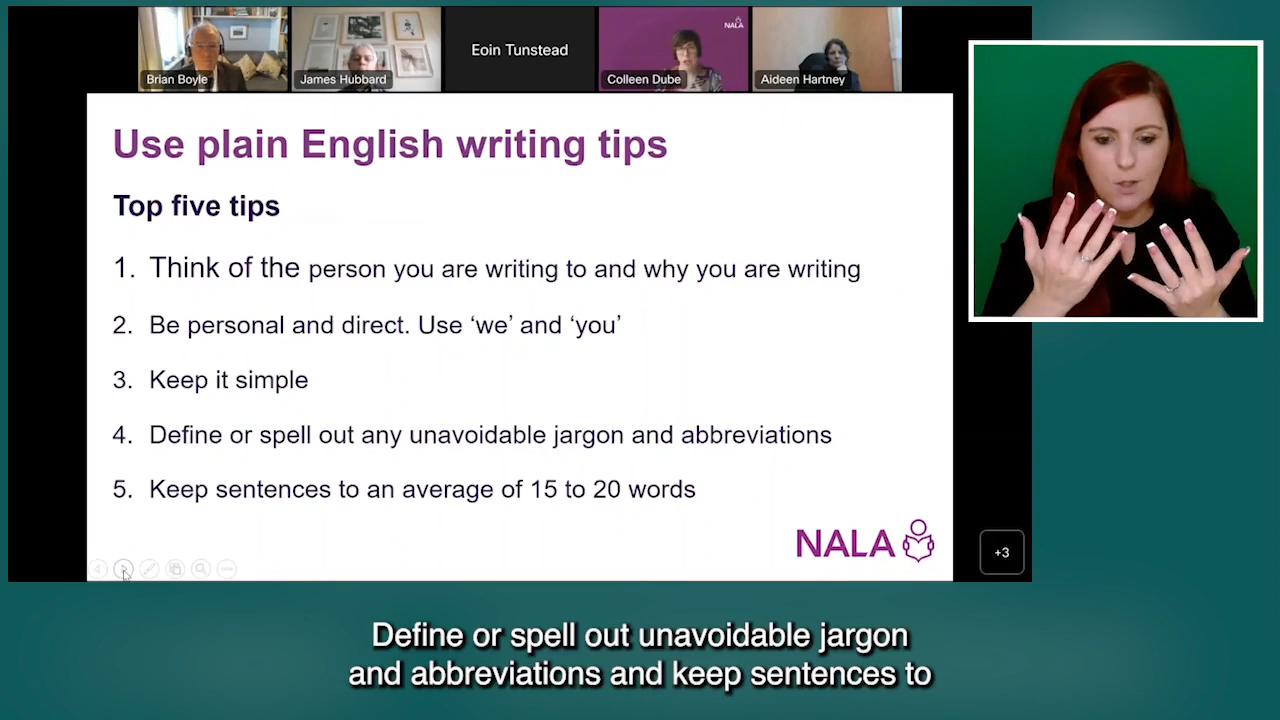 Brian Boyle
James Hubbard
Eoin Tunstead
NALA
Colleen Dube
Aideen Hartney
Use plain English writing tips
Top five tips
1. Think of the person you are writing to and why you are writing
2. Be personal and direct. Use ‘we’ and ‘you’
3. Keep it simple
4. Define or spell out any unavoidable jargon and abbreviations
5. Keep sentences to an average of 15 to 20 words
NALA
+3
Define or spell out unavoidable jargon
and abbreviations and keep sentences to